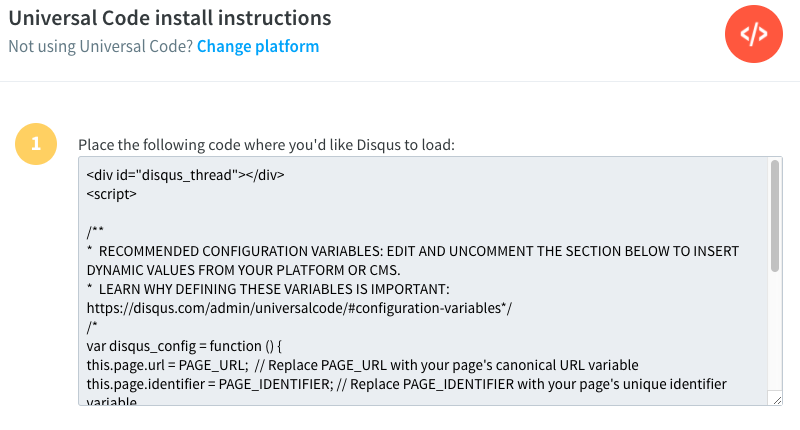 Universal Code install instructions
Not using Universal Code? Change platform
</>
1
Place the following code where you'd like Disqus to load:
<div id="disqus_thread"></div>
<script>
/**
*  RECOMMENDED CONFIGURATION VARIABLES: EDIT AND UNCOMMENT THE SECTION BELOW TO INSERT
DYNAMIC VALUES FROM YOUR PLATFORM OR CMS.
*  LEARN WHY DEFINING THESE VARIABLES IS IMPORTANT:
https://disqus.com/admin/universalcode/#configuration-variables*/
/*
var disqus_config = function () {
this.page.url = PAGE_URL;  // Replace PAGE_URL with your page's canonical URL variable
this.page.identifier = PAGE_IDENTIFIER; // Replace PAGE_IDENTIFIER with your page's unique identifier
variable